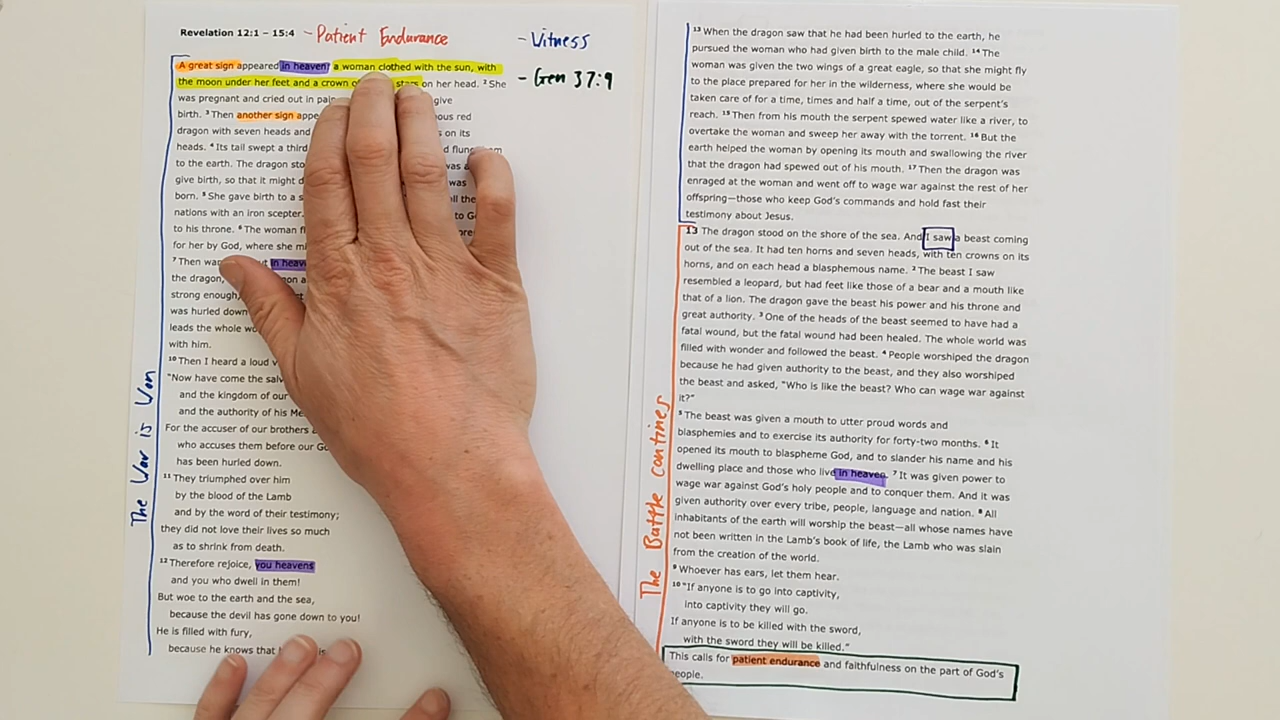 Revelation 12:1 – 15:4 - Patient Endurance
- Witness
- Gen 37:9
A great sign appeared in heaven: a woman clothed with the sun, with
the moon under her feet and a crown of stars on her head. ² She
was pregnant and cried out in pain give
birth. ³ Then another sign red
dragon with seven heads and on its
heads. ⁴ Its tail swept a third
to the earth. The dragon
give birth, so that it might was
born. ⁵ She gave birth to a
nations with an iron scepter.
to his throne. ⁶ The woman
for her by God, where she
⁷ Then in
the dragon,
strong enough,
was hurled down
leads the whole
with him.
¹⁰ Then I heard a loud
"Now have come the
and the kingdom of our
and the authority of his
For the accuser of our brothers
who accuses them before our
has been hurled down.
¹¹ They triumphed over him
by the blood of the Lamb
and by the word of their testimony;
they did not love their lives so much
as to shrink from death.
¹² Therefore rejoice, you heavens
and you who dwell in them!
But woe to the earth and the sea,
because the devil has gone down to you!
He is filled with fury,
because he knows that
The War is Won
¹³ When the dragon saw that he had been hurled to the earth, he
pursued the woman who had given birth to the male child. ¹⁴ The
woman was given the two wings of a great eagle, so that she might fly
to the place prepared for her in the wilderness, where she would be
taken care of for a time, times and half a time, out of the serpent's
reach. ¹⁵ Then from his mouth the serpent spewed water like a river, to
overtake the woman and sweep her away with the torrent. ¹⁶ But the
earth helped the woman by opening its mouth and swallowing the river
that the dragon had spewed out of his mouth. ¹⁷ Then the dragon was
enraged at the woman and went off to wage war against the rest of her
offspring—those who keep God's commands and hold fast their
testimony about Jesus.
13 The dragon stood on the shore of the sea. And I saw a beast coming
out of the sea. It had ten horns and seven heads, with ten crowns on its
horns, and on each head a blasphemous name. ² The beast I saw
resembled a leopard, but had feet like those of a bear and a mouth like
that of a lion. The dragon gave the beast his power and his throne and
great authority. ³ One of the heads of the beast seemed to have had a
fatal wound, but the fatal wound had been healed. The whole world was
filled with wonder and followed the beast. ⁴ People worshiped the dragon
because he had given authority to the beast, and they also worshiped
the beast and asked, "Who is like the beast? Who can wage war against
it?"
⁵ The beast was given a mouth to utter proud words and
blasphemies and to exercise its authority for forty-two months. ⁶ It
opened its mouth to blaspheme God, and to slander his name and his
dwelling place and those who live in heaven. ⁷ It was given power to
wage war against God's holy people and to conquer them. And it was
given authority over every tribe, people, language and nation. ⁸ All
inhabitants of the earth will worship the beast—all whose names have
not been written in the Lamb's book of life, the Lamb who was slain
from the creation of the world.
⁹ Whoever has ears, let them hear.
¹⁰ "If anyone is to go into captivity,
into captivity they will go.
If anyone is to be killed with the sword,
with the sword they will be killed."
This calls for patient endurance and faithfulness on the part of God's
people.
The Battle contines